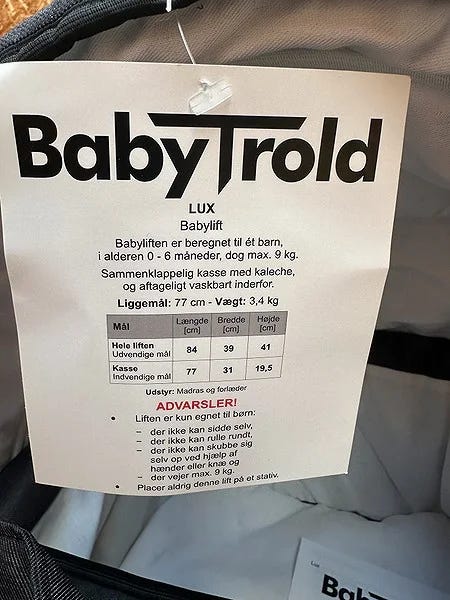 BabyTrold
LUX
Babylift
Babyliften er beregnet til ét barn,
i alderen 0 - 6 måneder, dog max. 9 kg.
Sammenklappelig kasse med kaleche,
og aftageligt vaskbart inderfor.
Liggemål: 77 cm - Vægt: 3,4 kg
Mål Længde [cm] Bredde [cm] Højde [cm]
Hele liften Udvendige mål 84 39 41
Kasse Indvendige mål 77 31 19,5
Udstyr: Madras og forlæder
ADVARSLER!
• Liften er kun egnet til børn:
– der ikke kan sidde selv,
– der ikke kan rulle rundt,
– der ikke kan skubbe sig
selv op ved hjælp af
hænder eller knæ og
– der vejer max. 9 kg.
• Placer aldrig denne lift på et stativ.
Lux
Bab